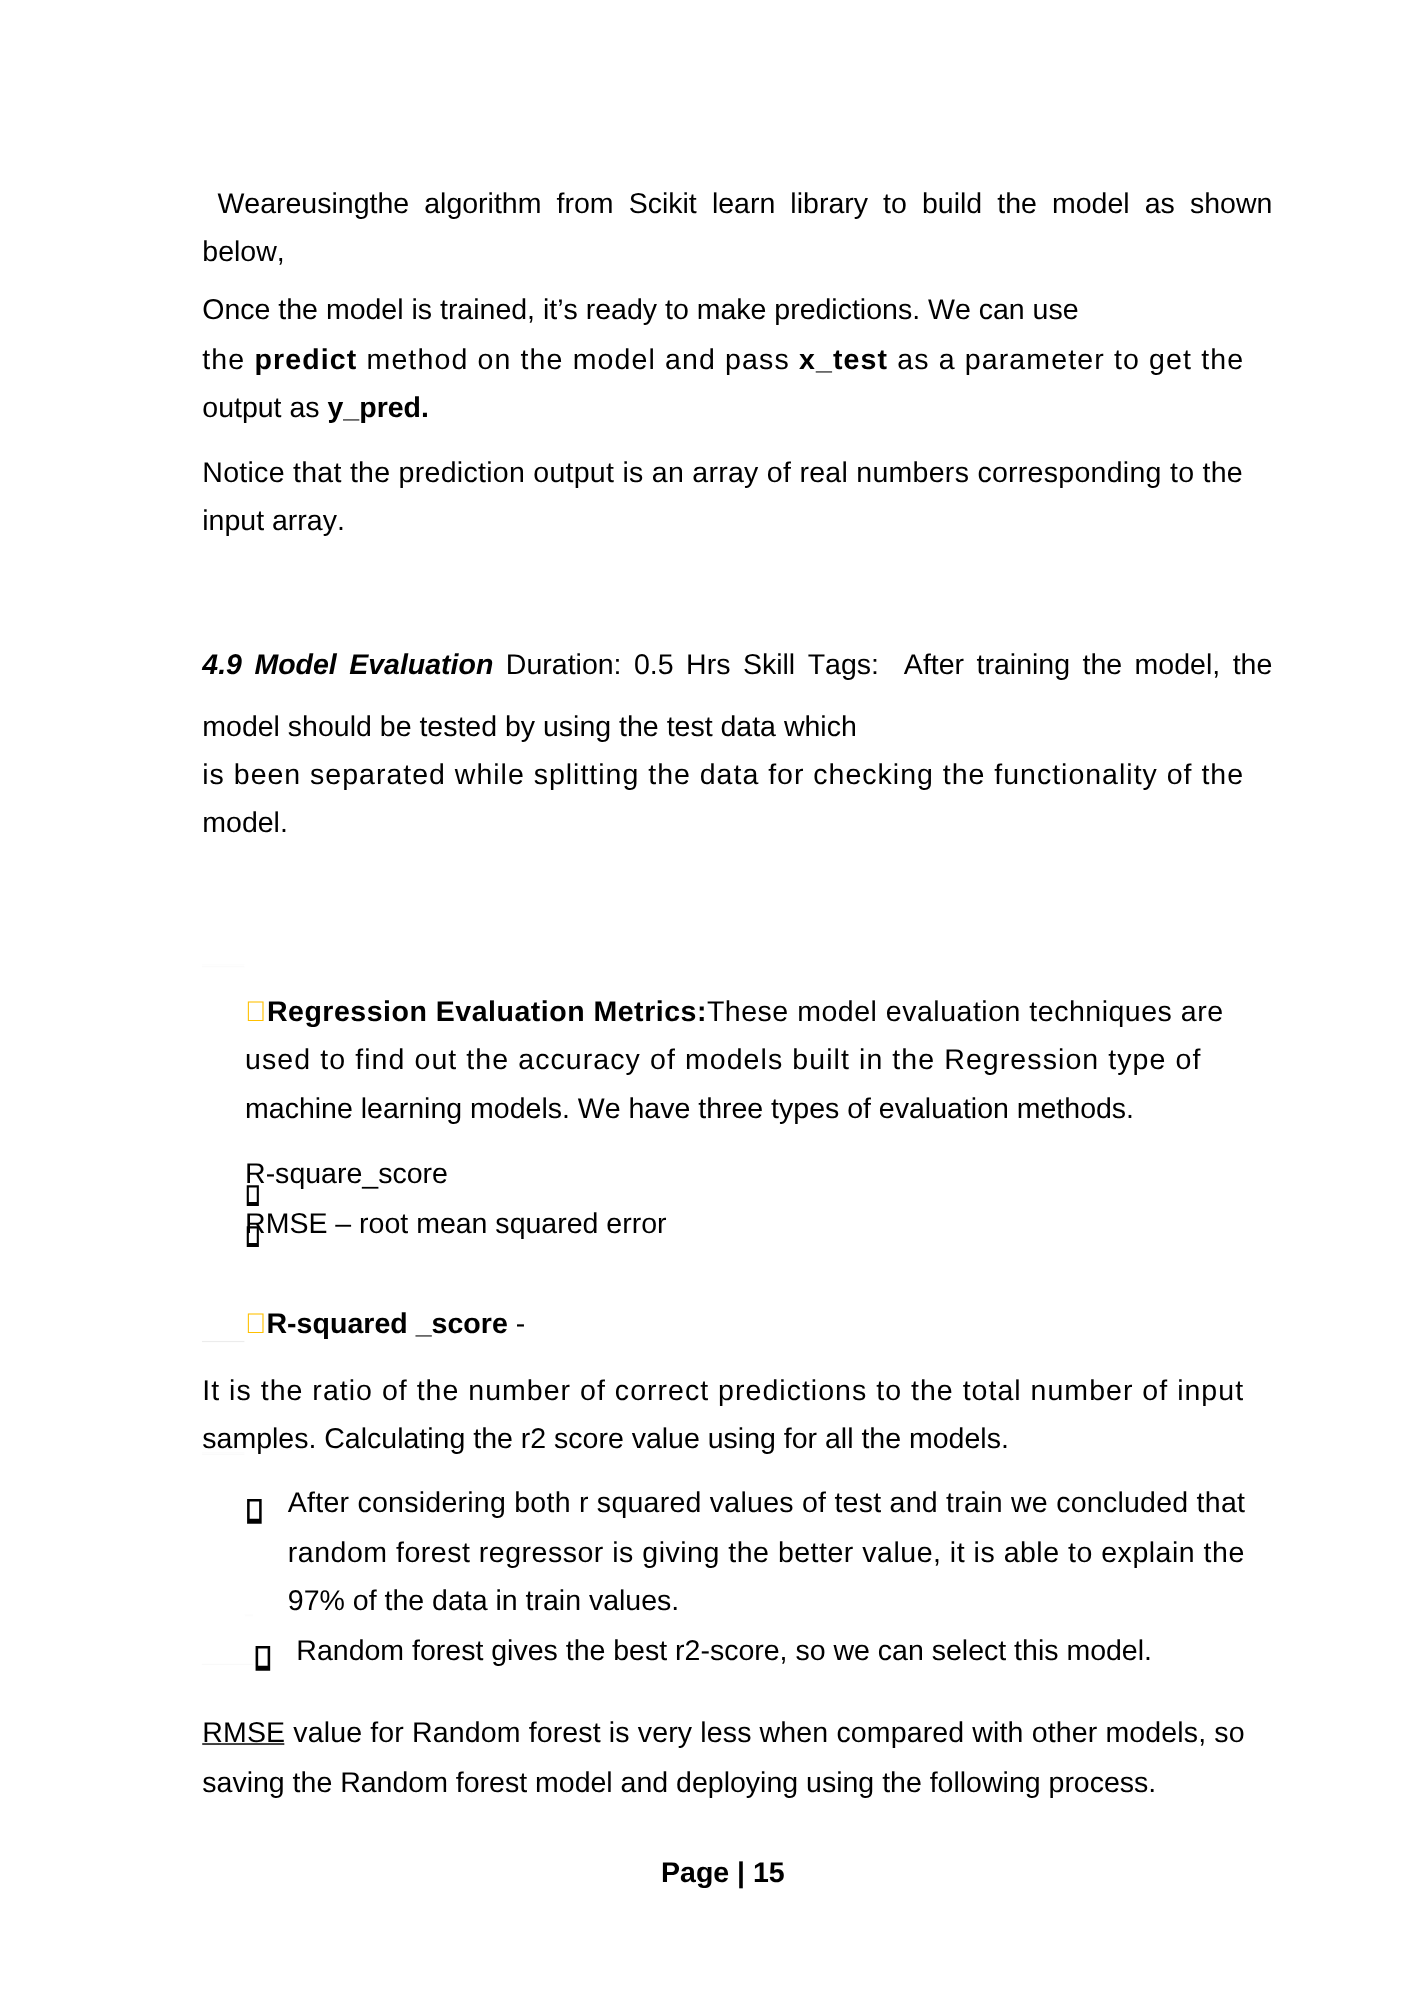 Weareusingthe algorithm from Scikit learn library to build the model as shown
below,
Once the model is trained, it’s ready to make predictions. We can use
the predict method on the model and pass x_test as a parameter to get the
output as y_pred.
Notice that the prediction output is an array of real numbers corresponding to the
input array.
4.9 Model Evaluation Duration: 0.5 Hrs Skill Tags: After training the model, the
model should be tested by using the test data which
is been separated while splitting the data for checking the functionality of the
model.
Regression Evaluation Metrics:These model evaluation techniques are
used to find out the accuracy of models built in the Regression type of
machine learning models. We have three types of evaluation methods.
R-square_score
RMSE – root mean squared error
R-squared _score -
It is the ratio of the number of correct predictions to the total number of input
samples. Calculating the r2 score value using for all the models.
After considering both r squared values of test and train we concluded that
random forest regressor is giving the better value, it is able to explain the
97% of the data in train values.
Random forest gives the best r2-score, so we can select this model.
RMSE value for Random forest is very less when compared with other models, so
saving the Random forest model and deploying using the following process.
Page | 15